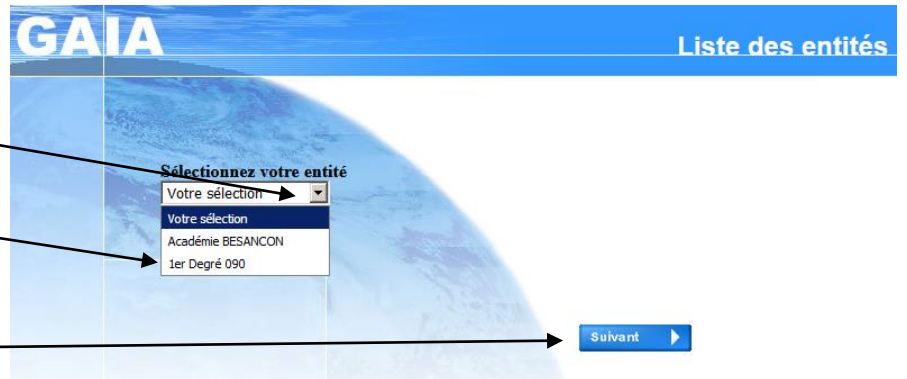 GAIA
Liste des entités
Sélectionnez votre entité
Votre sélection
Votre sélection
Académie BESANCON
1er Degré 090
Suivant